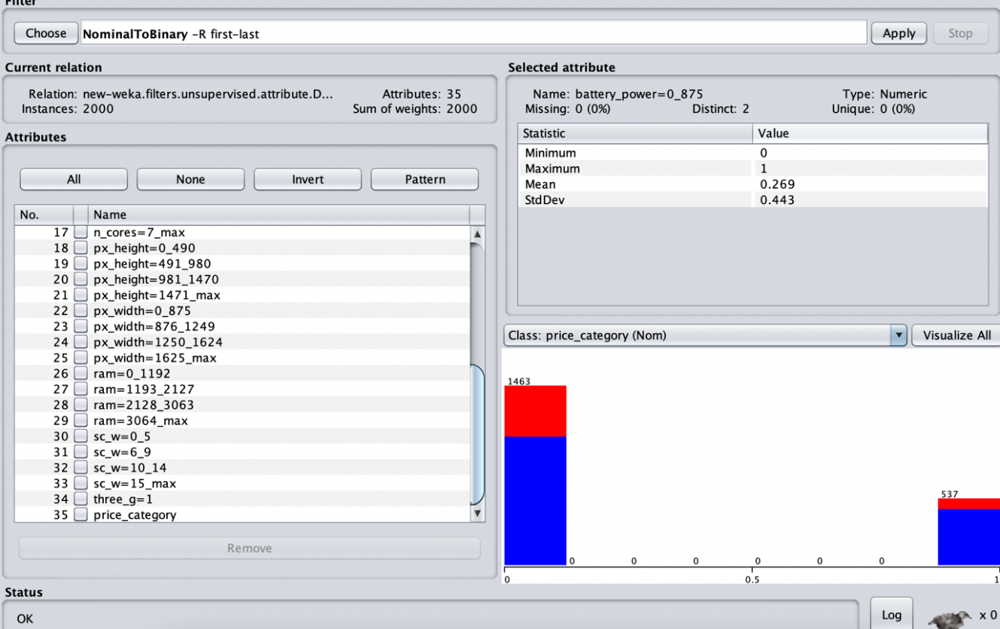 Filter
Choose NominalToBinary -R first-last Apply Stop
Current relation
Relation: new-weka.filters.unsupervised.attribute.D... Attributes: 35
Instances: 2000 Sum of weights: 2000
Attributes
All None Invert Pattern
No. Name
17 n_cores=7_max
18 px_height=0_490
19 px_height=491_980
20 px_height=981_1470
21 px_height=1471_max
22 px_width=0_875
23 px_width=876_1249
24 px_width=1250_1624
25 px_width=1625_max
26 ram=0_1192
27 ram=1193_2127
28 ram=2128_3063
29 ram=3064_max
30 sc_w=0_5
31 sc_w=6_9
32 sc_w=10_14
33 sc_w=15_max
34 three_g=1
35 price_category
Remove
Selected attribute
Name: battery_power=0_875 Type: Numeric
Missing: 0 (0%) Distinct: 2 Unique: 0 (0%)
Statistic Value
Minimum 0
Maximum 1
Mean 0.269
StdDev 0.443
Class: price_category (Nom) Visualize All
1463
537
0 0 0 0 0 0
0 0.5 1
Status
OK
Log x 0